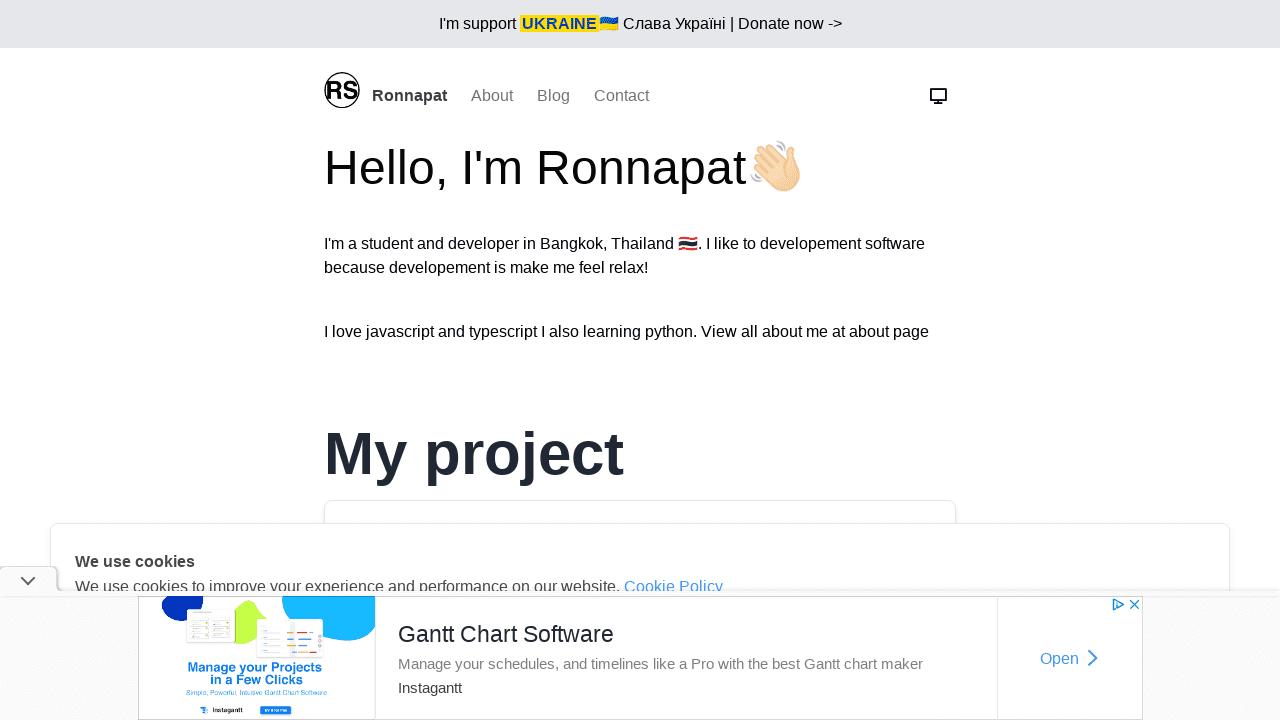 I'm support UKRAINE🇺🇦 Слава Україні | Donate now ->
RS Ronnapat About Blog Contact
Hello, I'm Ronnapat👋🏻
I'm a student and developer in Bangkok, Thailand 🇹🇭. I like to developement software
because developement is make me feel relax!
I love javascript and typescript I also learning python. View all about me at about page
My project
We use cookies
We use cookies to improve your experience and performance on our website. Cookie Policy
Manage your Projects
in a Few Clicks
Simple, Powerful, Intuitive Gantt Chart Software
Instagantt
Gantt Chart Software
Manage your schedules, and timelines like a Pro with the best Gantt chart maker
Instagantt
Open